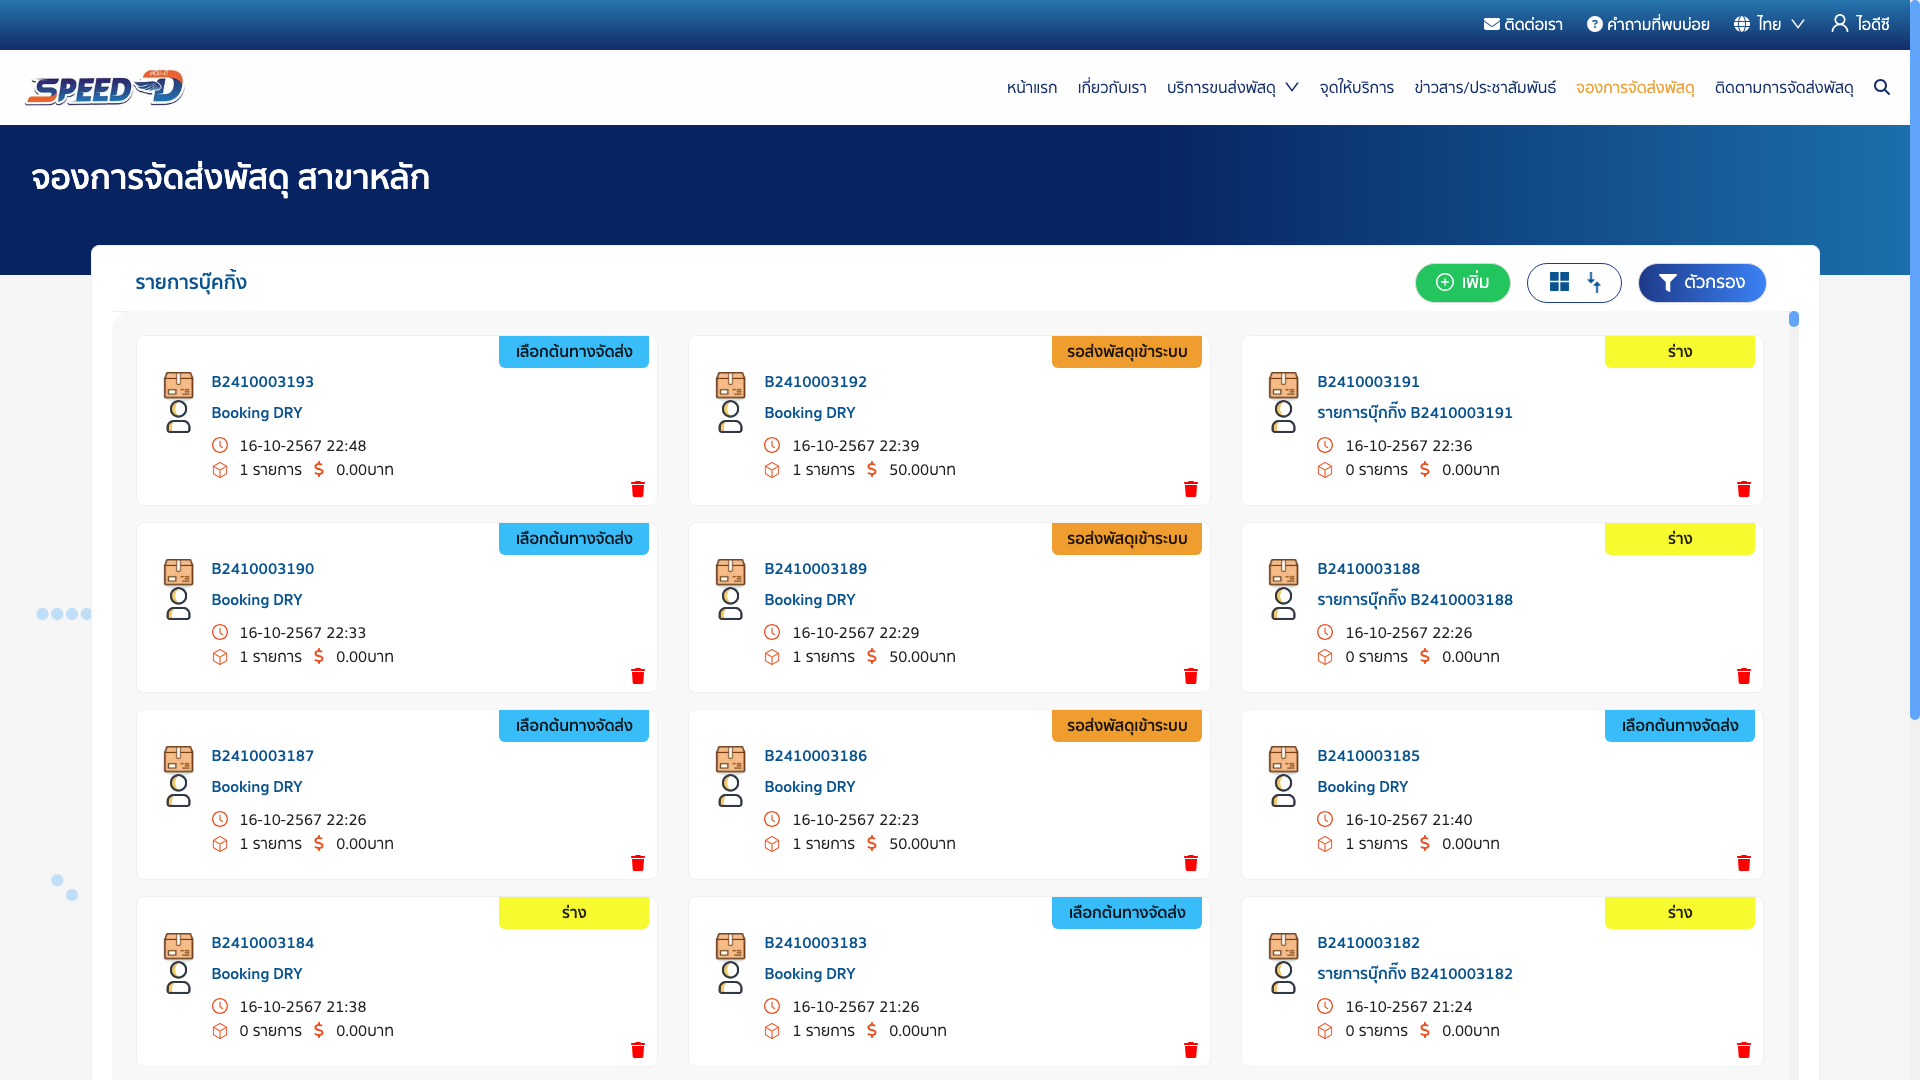 ติดต่อเรา คำถามที่พบบ่อย ไทย ไอดีซี
SPEED-D
หน้าแรก เกี่ยวกับเรา บริการขนส่งพัสดุ จุดให้บริการ ข่าวสาร/ประชาสัมพันธ์ จองการจัดส่งพัสดุ ติดตามการจัดส่งพัสดุ
จองการจัดส่งพัสดุ สาขาหลัก
รายการบุ๊คกิ้ง
เพิ่ม ตัวกรอง
เลือกต้นทางจัดส่ง
B2410003193
Booking DRY
16-10-2567 22:48
1 รายการ $ 0.00บาท
รอส่งพัสดุเข้าระบบ
B2410003192
Booking DRY
16-10-2567 22:39
1 รายการ $ 50.00บาท
ร่าง
B2410003191
รายการบุ๊กกิ๊ง B2410003191
16-10-2567 22:36
0 รายการ $ 0.00บาท
เลือกต้นทางจัดส่ง
B2410003190
Booking DRY
16-10-2567 22:33
1 รายการ $ 0.00บาท
รอส่งพัสดุเข้าระบบ
B2410003189
Booking DRY
16-10-2567 22:29
1 รายการ $ 50.00บาท
ร่าง
B2410003188
รายการบุ๊กกิ๊ง B2410003188
16-10-2567 22:26
0 รายการ $ 0.00บาท
เลือกต้นทางจัดส่ง
B2410003187
Booking DRY
16-10-2567 22:26
1 รายการ $ 0.00บาท
รอส่งพัสดุเข้าระบบ
B2410003186
Booking DRY
16-10-2567 22:23
1 รายการ $ 50.00บาท
เลือกต้นทางจัดส่ง
B2410003185
Booking DRY
16-10-2567 21:40
1 รายการ $ 0.00บาท
ร่าง
B2410003184
Booking DRY
16-10-2567 21:38
0 รายการ $ 0.00บาท
เลือกต้นทางจัดส่ง
B2410003183
Booking DRY
16-10-2567 21:26
1 รายการ $ 0.00บาท
ร่าง
B2410003182
รายการบุ๊กกิ๊ง B2410003182
16-10-2567 21:24
0 รายการ $ 0.00บาท